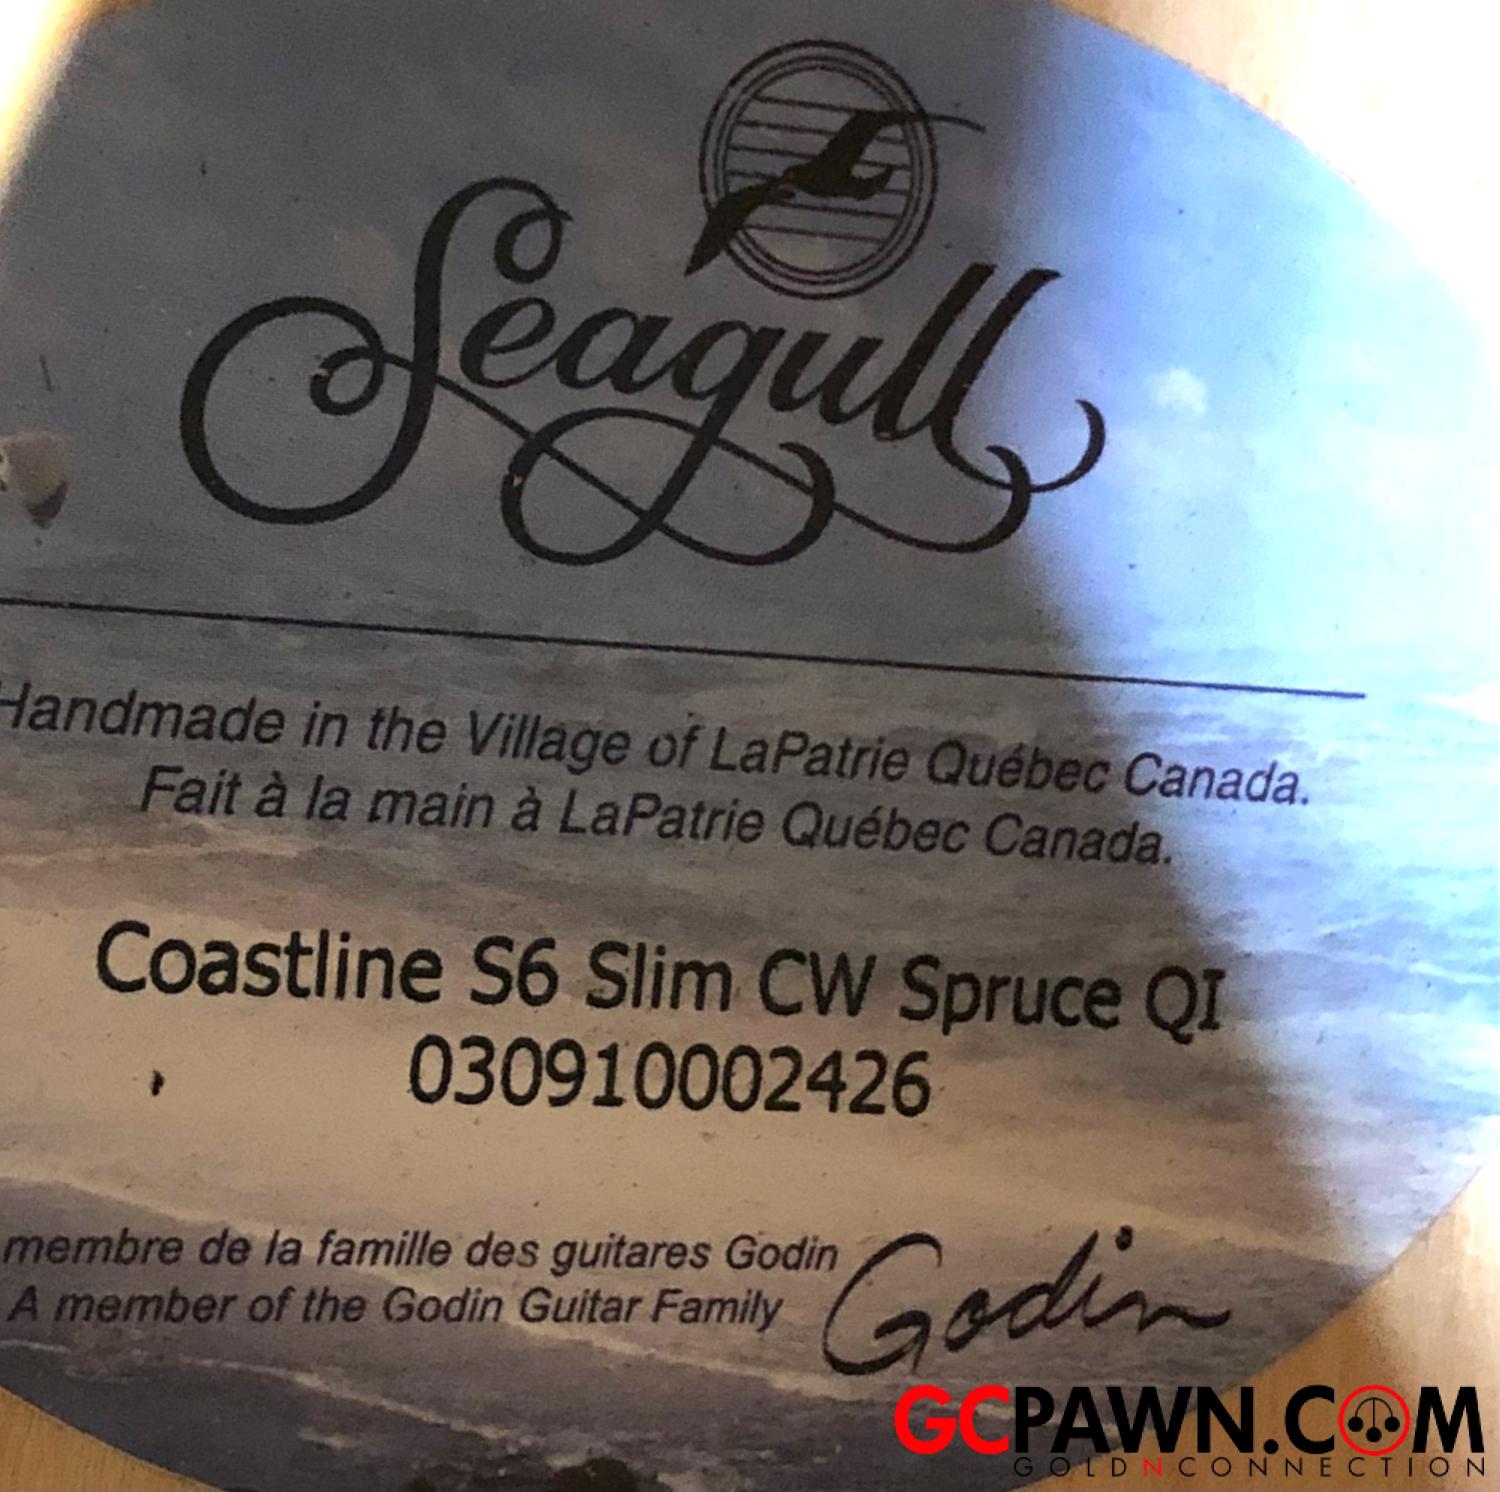 Seagull
Handmade in the Village of LaPatrie Québec Canada.
Fait à la main à LaPatrie Québec Canada.
Coastline S6 Slim CW Spruce QI
030910002426
membre de la famille des guitares Godin
A member of the Godin Guitar Family
Godin
GCPAWN.COM
GOLDNCONNECTION